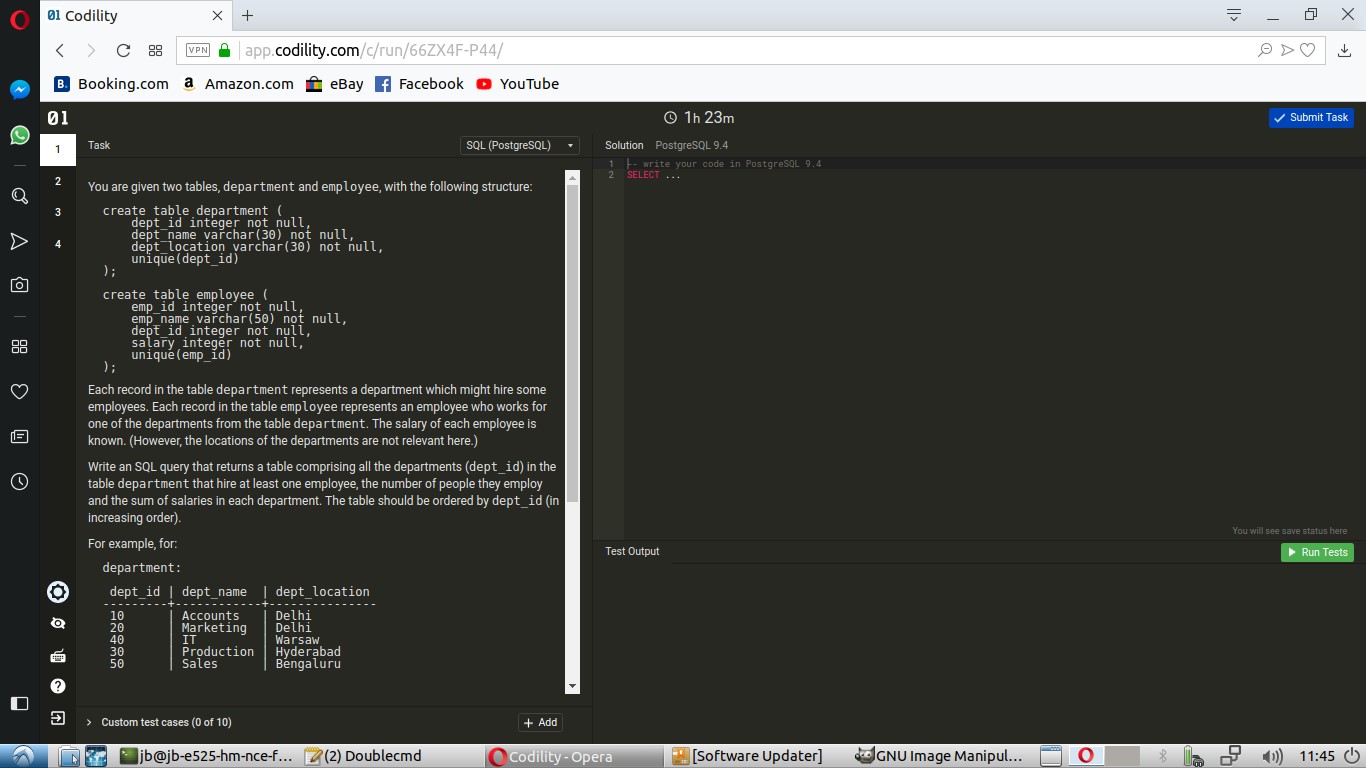 01 Codility
VPN app.codility.com/c/run/66ZX4F-P44/
B. Booking.com a Amazon.com eBay Facebook YouTube
01 1h 23m Submit Task
1 Task SQL (PostgreSQL) Solution PostgreSQL 9.4
2
3
4
You are given two tables, department and employee, with the following structure:
create table department (
dept_id integer not null,
dept_name varchar(30) not null,
dept_location varchar(30) not null,
unique(dept_id)
);
create table employee (
emp_id integer not null,
emp_name varchar(50) not null,
dept_id integer not null,
salary integer not null,
unique(emp_id)
);
Each record in the table department represents a department which might hire some
employees. Each record in the table employee represents an employee who works for
one of the departments from the table department. The salary of each employee is
known. (However, the locations of the departments are not relevant here.)
Write an SQL query that returns a table comprising all the departments (dept_id) in the
table department that hire at least one employee, the number of people they employ
and the sum of salaries in each department. The table should be ordered by dept_id (in
increasing order).
For example, for:
department:
dept_id | dept_name | dept_location
---------+------------+---------------
10 | Accounts | Delhi
20 | Marketing | Delhi
40 | IT | Warsaw
30 | Production | Hyderabad
50 | Sales | Bengaluru
Custom test cases (0 of 10) + Add
1 -- write your code in PostgreSQL 9.4
2 SELECT ...
You will see save status here
Test Output Run Tests
jb@jb-e525-hm-nce-f... (2) Doublecmd Codility - Opera [Software Updater] GNU Image Manipul... 11:45